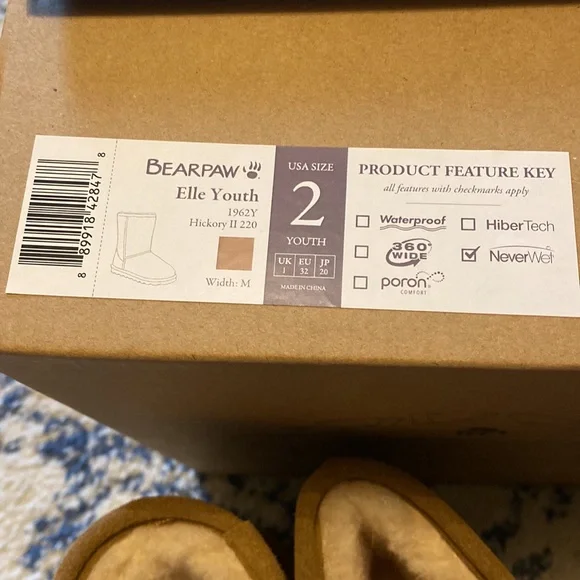 8 89918 42847 8
BEARPAW
Elle Youth
1962Y
Hickory II 220
Width: M
USA SIZE
2
YOUTH
UK EU JP
1 32 20
MADE IN CHINA
PRODUCT FEATURE KEY
all features with checkmarks apply
Waterproof
HiberTech
360°
WIDE
NeverWet
poron
COMFORT